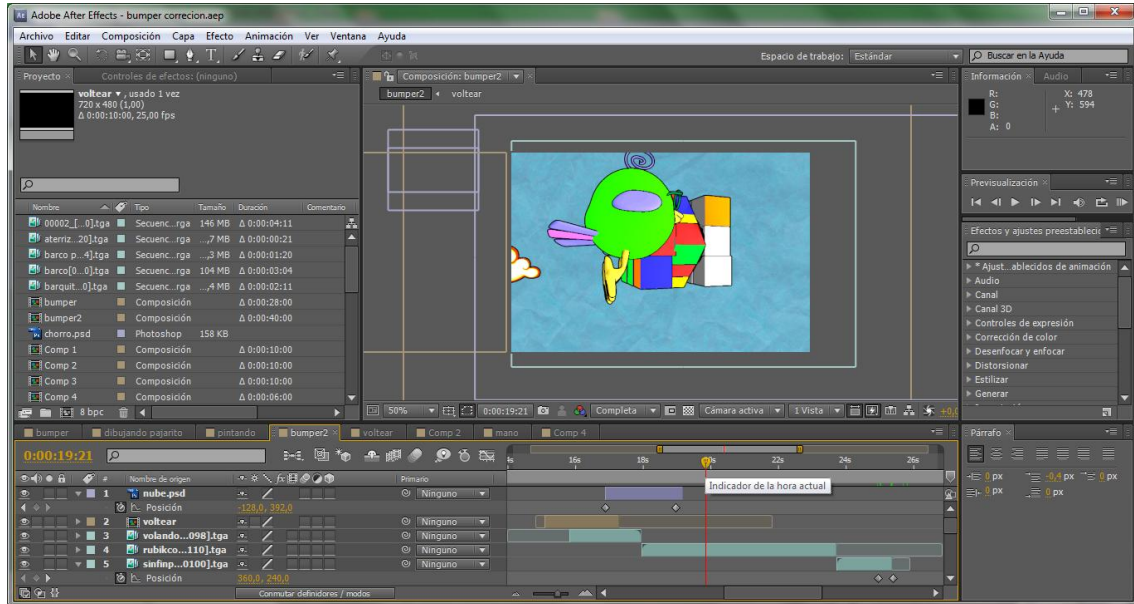 Adobe After Effects - bumper correcion.aep
Archivo Editar Composición Capa Efecto Animación Ver Ventana Ayuda
Espacio de trabajo: Estándar
Buscar en la Ayuda
Proyecto × Controles de efectos: (ninguno)
voltear ▾ , usado 1 vez
720 x 480 (1,00)
Δ 0:00:10:00, 25,00 fps
Nombre Tipo Tamaño Duración Comentario
00002_[...0].tga Secuenc...rga 146 MB Δ 0:00:04:11
aterriz...20].tga Secuenc...rga ...,7 MB Δ 0:00:00:21
barco p...4].tga Secuenc...rga ...,3 MB Δ 0:00:01:20
barco[0...0].tga Secuenc...rga 104 MB Δ 0:00:03:04
barquit...0].tga Secuenc...rga ...,4 MB Δ 0:00:02:11
bumper Composición Δ 0:00:28:00
bumper2 Composición Δ 0:00:40:00
chorro.psd Photoshop 158 KB
Comp 1 Composición Δ 0:00:10:00
Comp 2 Composición Δ 0:00:10:00
Comp 3 Composición Δ 0:00:10:00
Comp 4 Composición Δ 0:00:06:00
8 bpc
Composición: bumper2
bumper2 voltear
50% 0:00:19:21 Completa Cámara activa 1 Vista +0,0
Información × Audio
R: X: 478
G: Y: 594
B:
A: 0
Previsualización ×
Efectos y ajustes preestableci
* Ajust...ablecidos de animación
Audio
Canal
Canal 3D
Controles de expresión
Corrección de color
Desenfocar y enfocar
Distorsionar
Estilizar
Generar
bumper dibujando pajarito pintando bumper2 × voltear Comp 2 mano Comp 4
0:00:19:21
4s 16s 18s 20s 22s 24s 26s
# Nombre de origen Primario
1 nube.psd Ninguno
Indicador de la hora actual
Posición -128,0, 392,0
2 voltear Ninguno
3 volando...098].tga Ninguno
4 rubikco...110].tga Ninguno
5 sinfinp...0100].tga Ninguno
Posición 360,0, 240,0
Conmutar definidores / modos
Párrafo ×
0 px -0,4 px 0 px
0 px 0 px